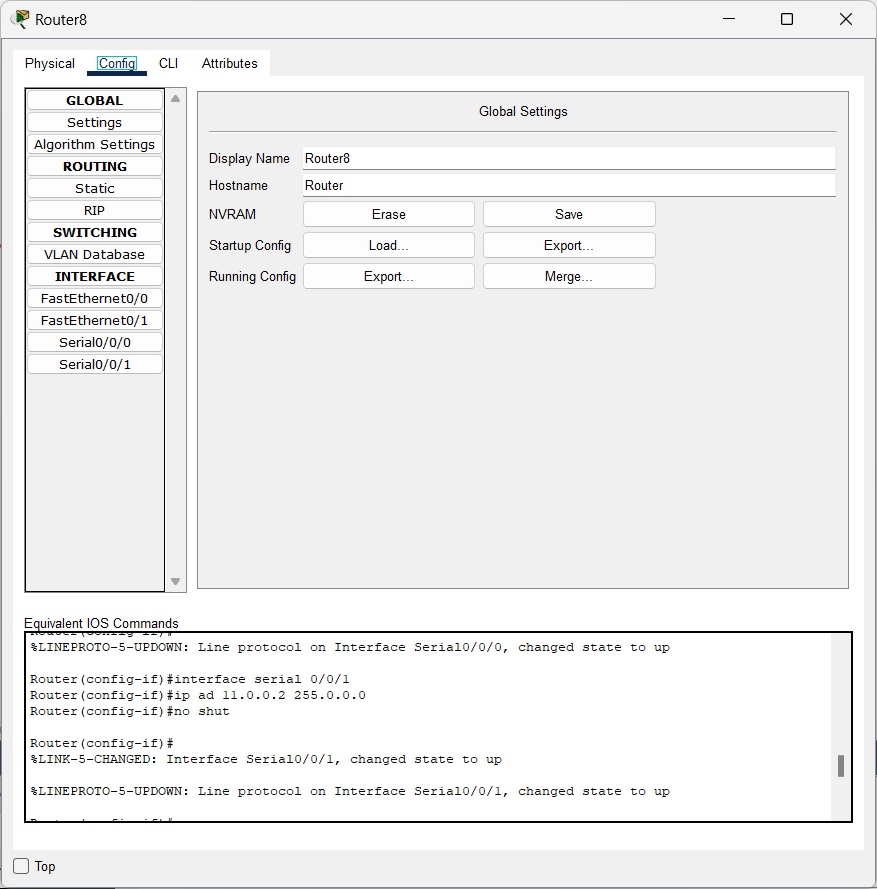 Router8
Physical Config CLI Attributes
GLOBAL
Settings
Algorithm Settings
ROUTING
Static
RIP
SWITCHING
VLAN Database
INTERFACE
FastEthernet0/0
FastEthernet0/1
Serial0/0/0
Serial0/0/1
Global Settings
Display Name Router8
Hostname Router
NVRAM Erase Save
Startup Config Load... Export...
Running Config Export... Merge...
Equivalent IOS Commands
Router(config-if)#
%LINEPROTO-5-UPDOWN: Line protocol on Interface Serial0/0/0, changed state to up
Router(config-if)#interface serial 0/0/1
Router(config-if)#ip ad 11.0.0.2 255.0.0.0
Router(config-if)#no shut
Router(config-if)#
%LINK-5-CHANGED: Interface Serial0/0/1, changed state to up
%LINEPROTO-5-UPDOWN: Line protocol on Interface Serial0/0/1, changed state to up
Router(config-if)#
Top